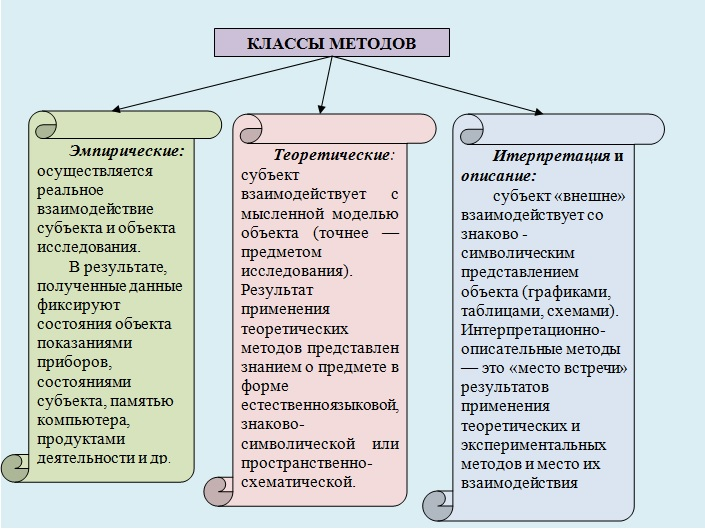 КЛАССЫ МЕТОДОВ
Эмпирические:
осуществляется
реальное
взаимодействие
субъекта и объекта
исследования.
В результате,
полученные данные
фиксируют
состояния объекта
показаниями
приборов,
состояниями
субъекта, памятью
компьютера,
продуктами
деятельности и др.
Теоретические:
субъект
взаимодействует с
мысленной моделью
объекта (точнее —
предметом
исследования).
Результат
применения
теоретических
методов представлен
знанием о предмете в
форме
естественноязыковой,
знаково-
символической или
пространственно-
схематической.
Итерпретация и
описание:
субъект «внешне»
взаимодействует со
знаково -
символическим
представлением
объекта (графиками,
таблицами, схемами).
Интерпретационно-
описательные методы
— это «место встречи»
результатов
применения
теоретических и
экспериментальных
методов и место их
взаимодействия